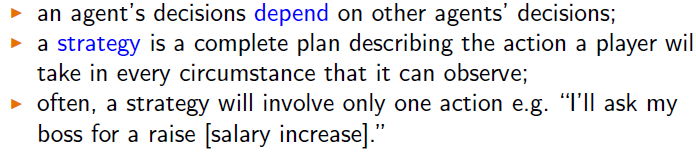 ▶ an agent's decisions depend on other agents' decisions;
▶ a strategy is a complete plan describing the action a player wil
take in every circumstance that it can observe;
▶ often, a strategy will involve only one action e.g. “I'll ask my
boss for a raise [salary increase].”